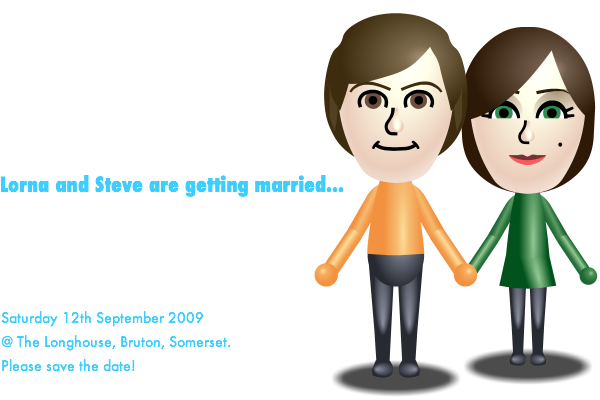 Lorna and Steve are getting married...
Saturday 12th September 2009
@ The Longhouse, Bruton, Somerset.
Please save the date!